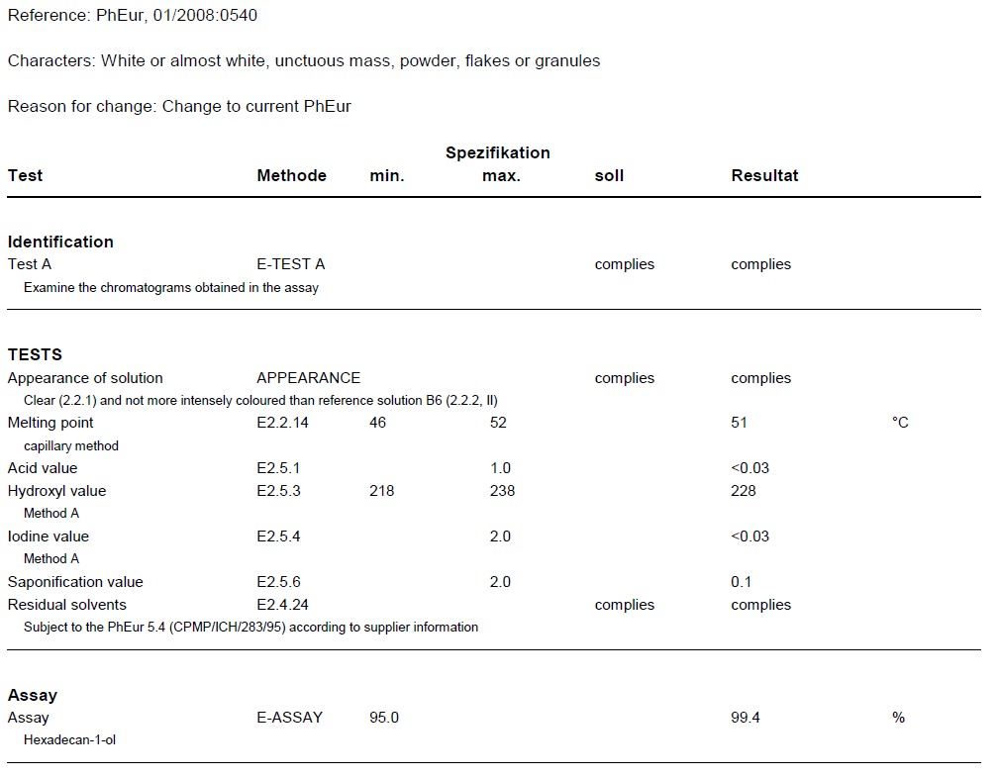 Reference: PhEur, 01/2008:0540
Characters: White or almost white, unctuous mass, powder, flakes or granules
Reason for change: Change to current PhEur
Spezifikation
Test Methode min. max. soll Resultat
Identification
Test A E-TEST A complies complies
Examine the chromatograms obtained in the assay
TESTS
Appearance of solution APPEARANCE complies complies
Clear (2.2.1) and not more intensely coloured than reference solution B6 (2.2.2, II)
Melting point E2.2.14 46 52 51 °C
capillary method
Acid value E2.5.1 1.0 <0.03
Hydroxyl value E2.5.3 218 238 228
Method A
Iodine value E2.5.4 2.0 <0.03
Method A
Saponification value E2.5.6 2.0 0.1
Residual solvents E2.4.24 complies complies
Subject to the PhEur 5.4 (CPMP/ICH/283/95) according to supplier information
Assay
Assay E-ASSAY 95.0 99.4 %
Hexadecan-1-ol